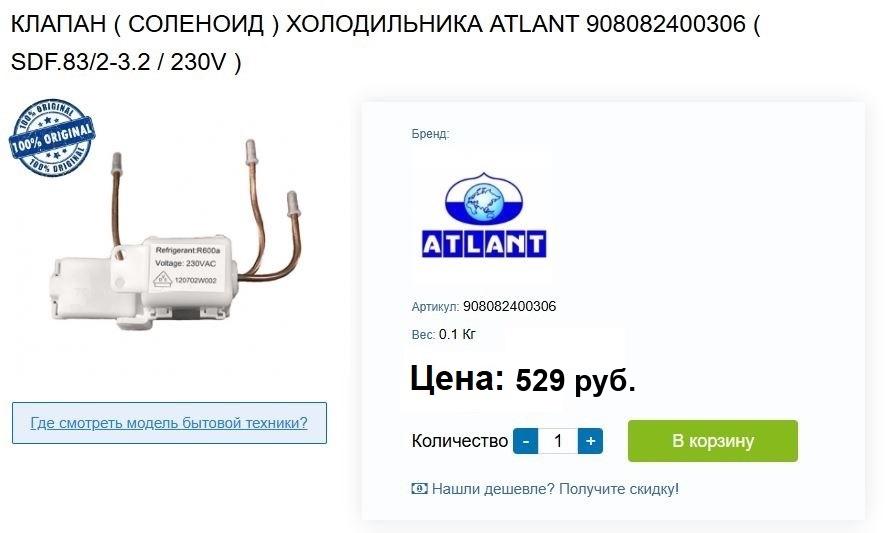 КЛАПАН ( СОЛЕНОИД ) ХОЛОДИЛЬНИКА ATLANT 908082400306 (
SDF.83/2-3.2 / 230V )
100% ORIGINAL
100% ORIGINAL
100% ORIGINAL
Refrigerant:R600a
Voltage: 230VAC
120702W002
Где смотреть модель бытовой техники?
Бренд:
ATLANT
Артикул: 908082400306
Вес: 0.1 Кг
Цена: 529 руб.
Количество - 1 + В корзину
Нашли дешевле? Получите скидку!